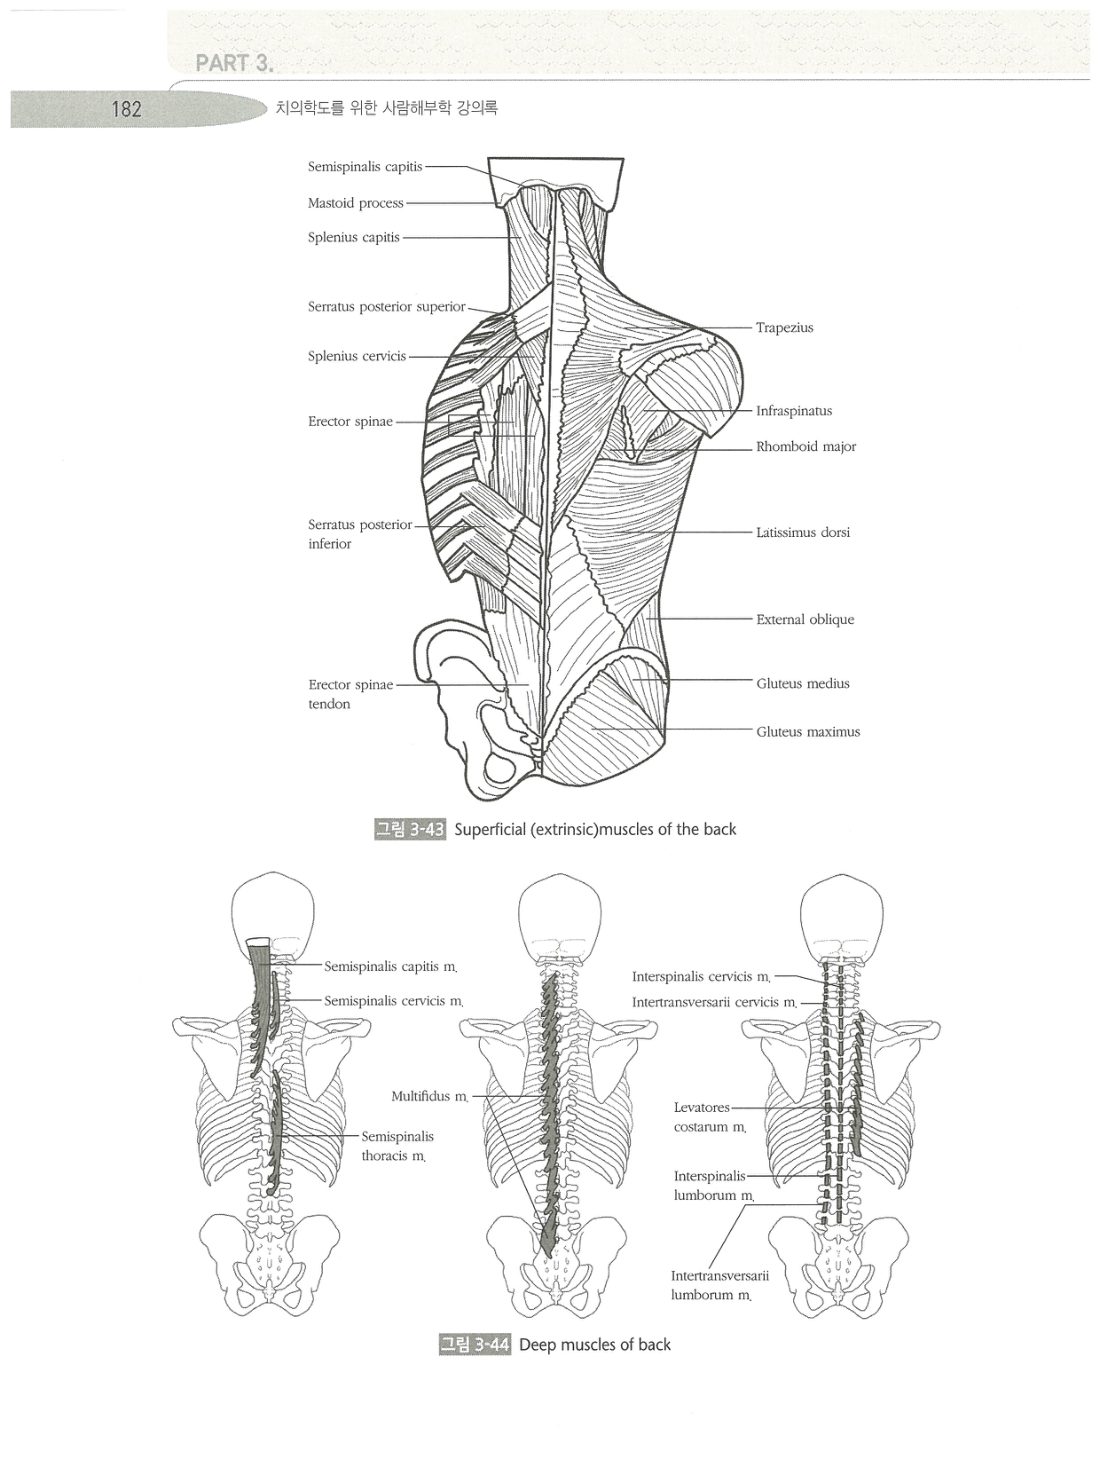 PART 3.
182
치의학도를 위한 사람해부학 강의록
Semispinalis capitis
Mastoid process
Splenius capitis
Serratus posterior superior
Splenius cervicis
Erector spinae
Serratus posterior
inferior
Erector spinae
tendon
Trapezius
Infraspinatus
Rhomboid major
Latissimus dorsi
External oblique
Gluteus medius
Gluteus maximus
그림 3-43 Superficial (extrinsic)muscles of the back
Semispinalis capitis m.
Semispinalis cervicis m.
Semispinalis
thoracis m.
Multifidus m.
Interspinalis cervicis m.
Intertransversarii cervicis m.
Levatores
costarum m.
Interspinalis
lumborum m.
Intertransversarii
lumborum m.
그림 3-44 Deep muscles of back